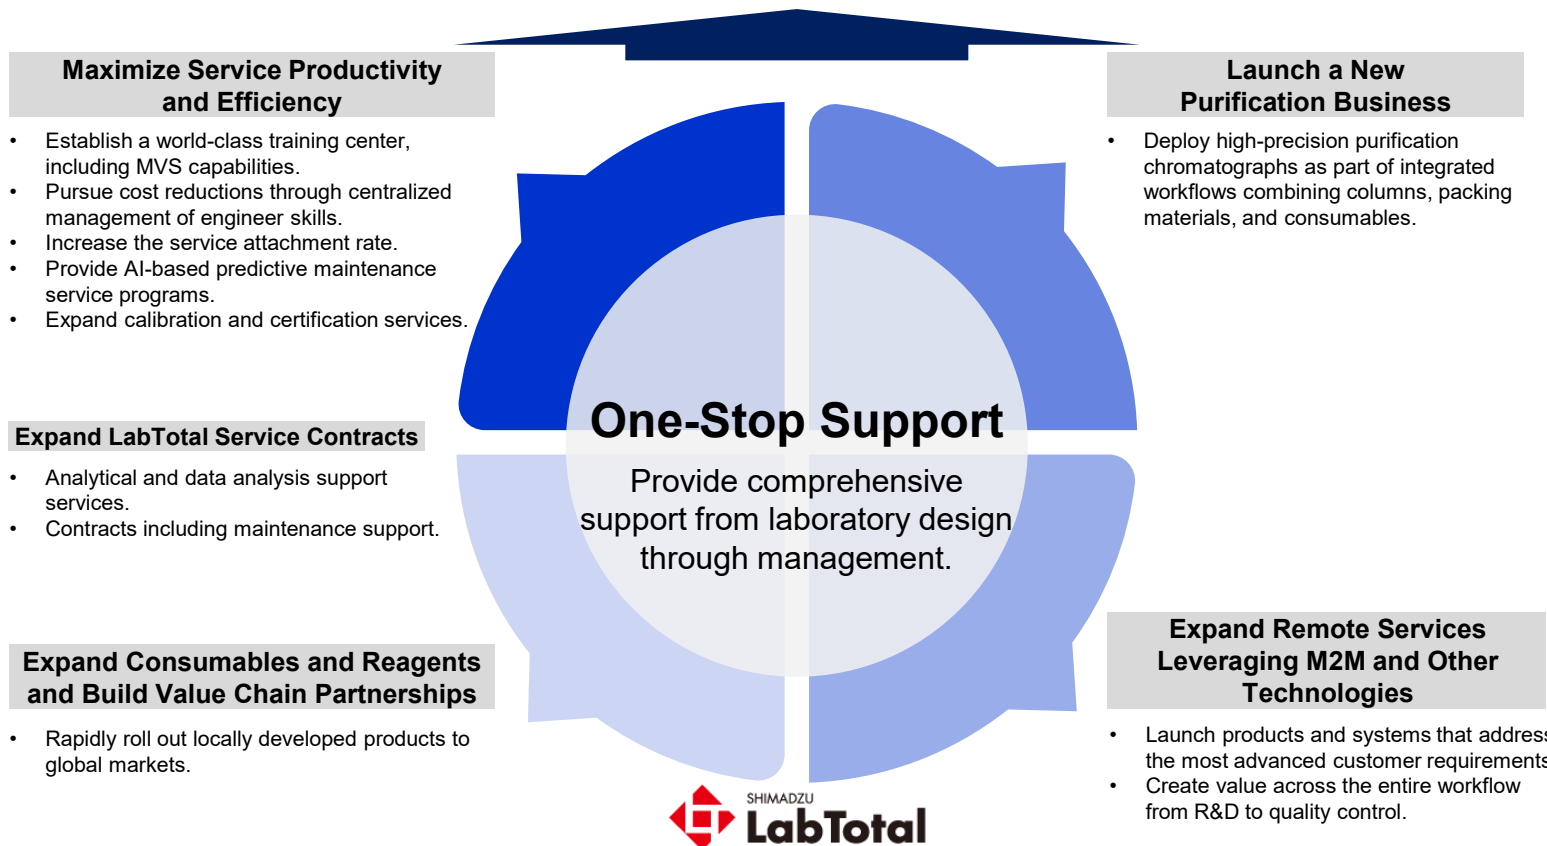 Maximize Service Productivity
and Efficiency
• Establish a world-class training center,
including MVS capabilities.
• Pursue cost reductions through centralized
management of engineer skills.
• Increase the service attachment rate.
• Provide AI-based predictive maintenance
service programs.
• Expand calibration and certification services.
Expand LabTotal Service Contracts
• Analytical and data analysis support
services.
• Contracts including maintenance support.
Expand Consumables and Reagents
and Build Value Chain Partnerships
• Rapidly roll out locally developed products to
global markets.
One-Stop Support
Provide comprehensive
support from laboratory design
through management.
Launch a New
Purification Business
• Deploy high-precision purification
chromatographs as part of integrated
workflows combining columns, packing
materials, and consumables.
Expand Remote Services
Leveraging M2M and Other
Technologies
• Launch products and systems that address
the most advanced customer requirements
• Create value across the entire workflow
from R&D to quality control.
SHIMADZU
LabTotal